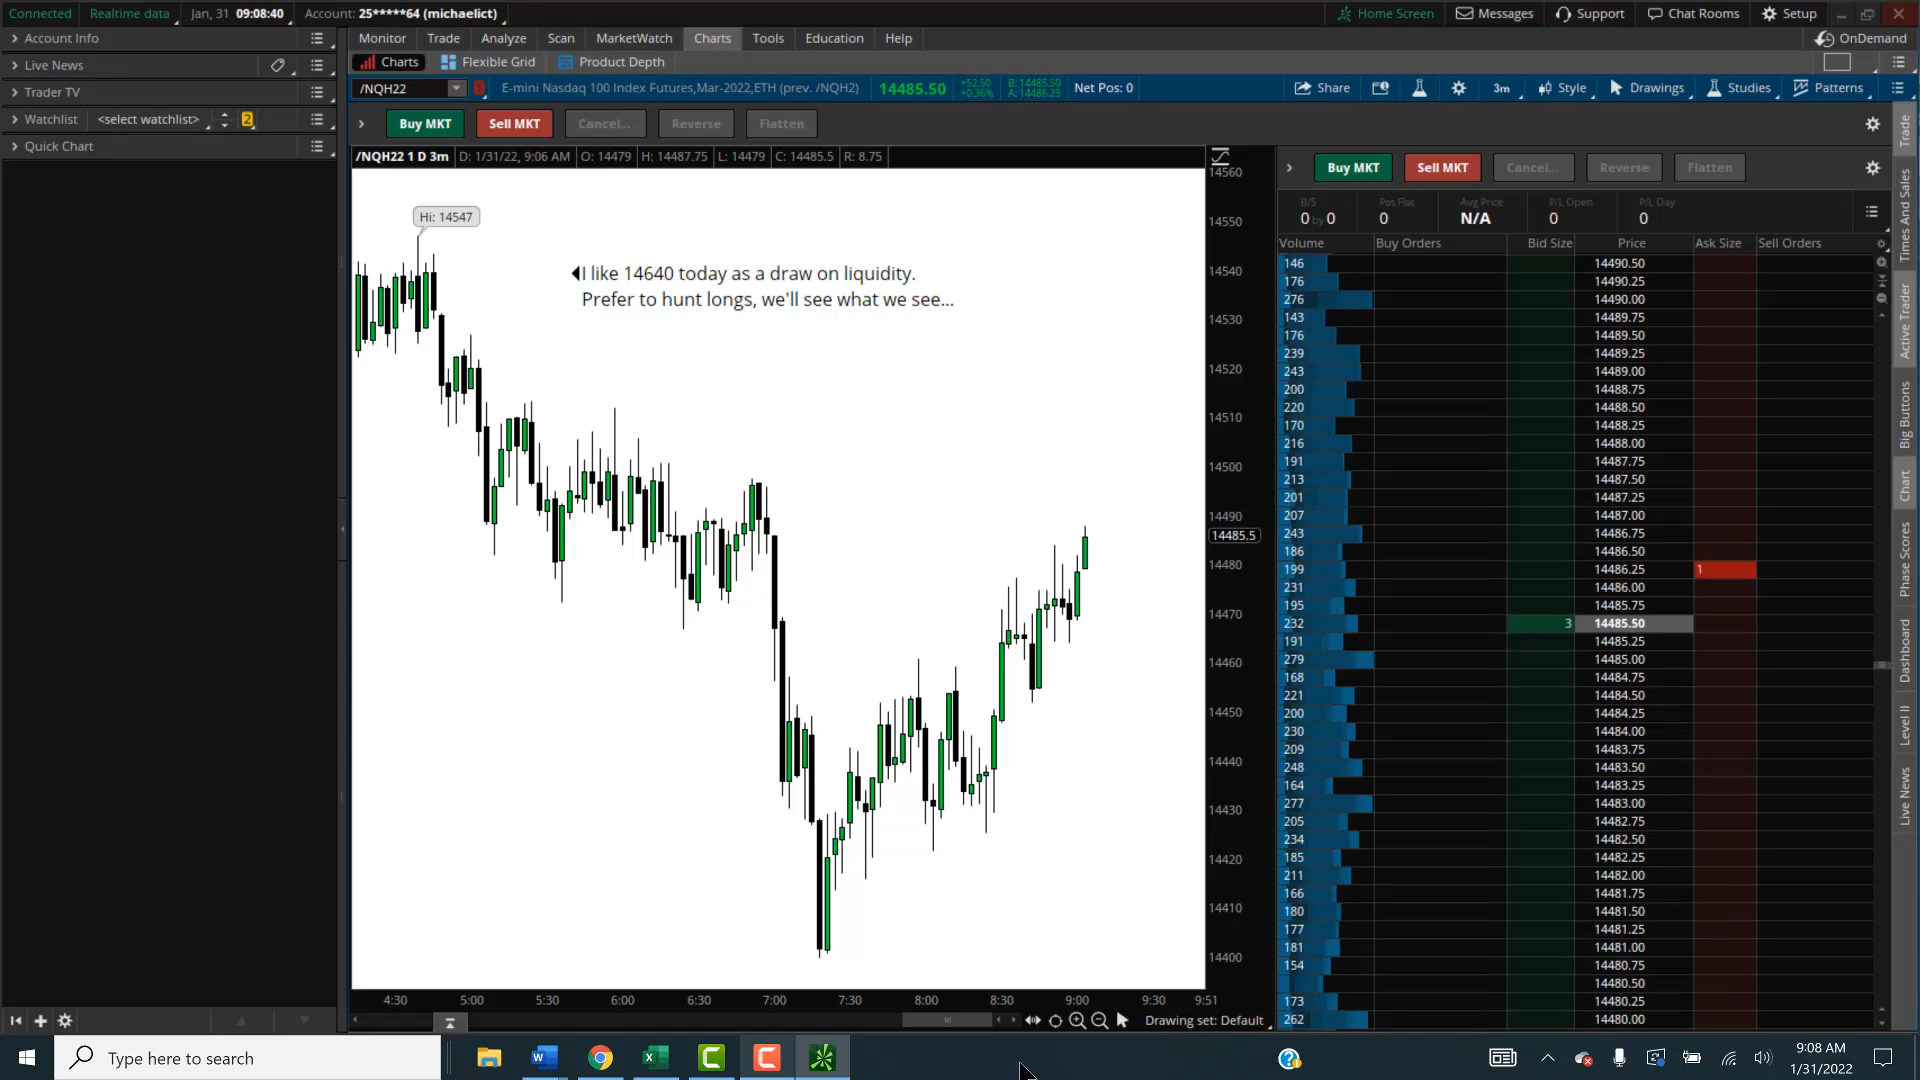 Connected Realtime data Jan, 31 09:08:40 Account: 25*****64 (michaelict) Home Screen Messages Support Chat Rooms Setup
Account Info
Live News
Trader TV
Watchlist <select watchlist> 2
Quick Chart
Monitor Trade Analyze Scan MarketWatch Charts Tools Education Help OnDemand
Charts Flexible Grid Product Depth
/NQH22 E-mini Nasdaq 100 Index Futures,Mar-2022,ETH (prev. /NQH2) 14485.50 +52.50 +0.36% B: 14485.50 A: 14486.25 Net Pos: 0 Share 3m Style Drawings Studies Patterns
Buy MKT Sell MKT Cancel... Reverse Flatten
/NQH22 1 D 3m D: 1/31/22, 9:06 AM O: 14479 H: 14487.75 L: 14479 C: 14485.5 R: 8.75
Hi: 14547
I like 14640 today as a draw on liquidity.
Prefer to hunt longs, we'll see what we see...
14560
14550
14540
14530
14520
14510
14500
14490
14485.5
14480
14470
14460
14450
14440
14430
14420
14410
14400
4:30 5:00 5:30 6:00 6:30 7:00 7:30 8:00 8:30 9:00 9:30 9:51
Drawing set: Default
Buy MKT Sell MKT Cancel... Reverse Flatten
B/S Pos Flat Avg Price P/L Open P/L Day
0 by 0 0 N/A 0 0
Volume Buy Orders Bid Size Price Ask Size Sell Orders
146 14490.50
176 14490.25
276 14490.00
143 14489.75
176 14489.50
239 14489.25
243 14489.00
200 14488.75
220 14488.50
170 14488.25
216 14488.00
191 14487.75
213 14487.50
201 14487.25
207 14487.00
243 14486.75
186 14486.50
199 14486.25 1
231 14486.00
195 14485.75
232 3 14485.50
191 14485.25
279 14485.00
168 14484.75
221 14484.50
200 14484.25
230 14484.00
209 14483.75
248 14483.50
164 14483.25
277 14483.00
205 14482.75
234 14482.50
185 14482.25
211 14482.00
166 14481.75
180 14481.50
177 14481.25
181 14481.00
154 14480.75
14480.50
173 14480.25
262 14480.00
Trade
Times And Sales
Active Trader
Big Buttons
Chart
Phase Scores
Dashboard
Level II
Live News
Type here to search
9:08 AM
1/31/2022